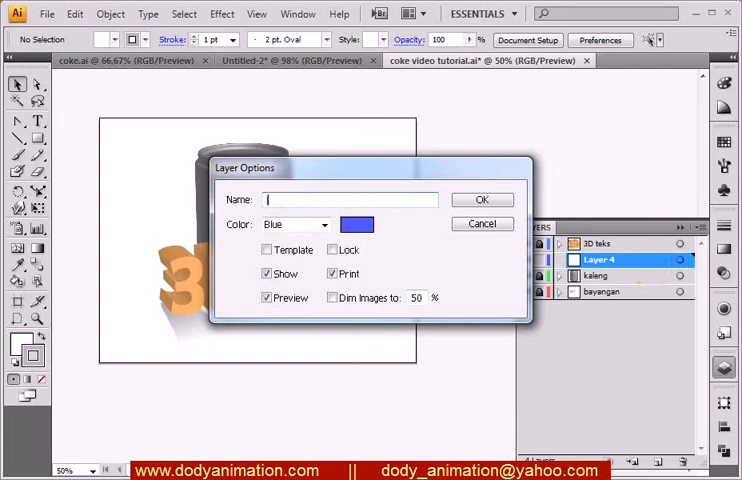 Ai File Edit Object Type Select Effect View Window Help Br ESSENTIALS
No Selection Stroke: 1 pt 2 pt. Oval Style: Opacity: 100 % Document Setup Preferences
coke.ai @ 66,67% (RGB/Preview) Untitled-2* @ 98% (RGB/Preview) coke video tutorial.ai* @ 50% (RGB/Preview)
Layer Options
Name:
OK
Color: Blue
Cancel
Template Lock
Show Print
Preview Dim Images to: 50 %
3D teks
Layer 4
kaleng
bayangan
3
50%
www.dodyanimation.com || dody_animation@yahoo.com